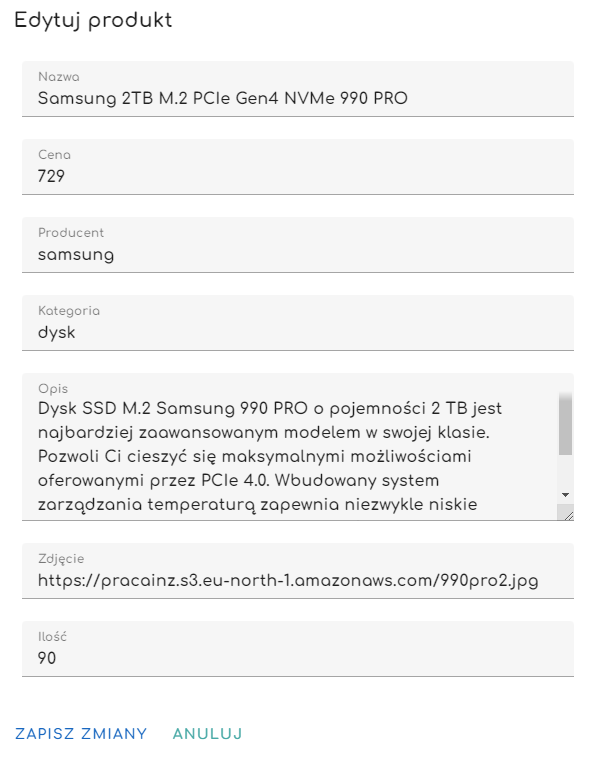 Edytuj produkt
Nazwa
Samsung 2TB M.2 PCIe Gen4 NVMe 990 PRO
Cena
729
Producent
samsung
Kategoria
dysk
Opis
Dysk SSD M.2 Samsung 990 PRO o pojemności 2 TB jest
najbardziej zaawansowanym modelem w swojej klasie.
Pozwoli Ci cieszyć się maksymalnymi możliwościami
oferowanymi przez PCIe 4.0. Wbudowany system
zarządzania temperaturą zapewnia niezwykle niskie
Zdjęcie
https://pracainz.s3.eu-north-1.amazonaws.com/990pro2.jpg
Ilość
90
ZAPISZ ZMIANY ANULUJ